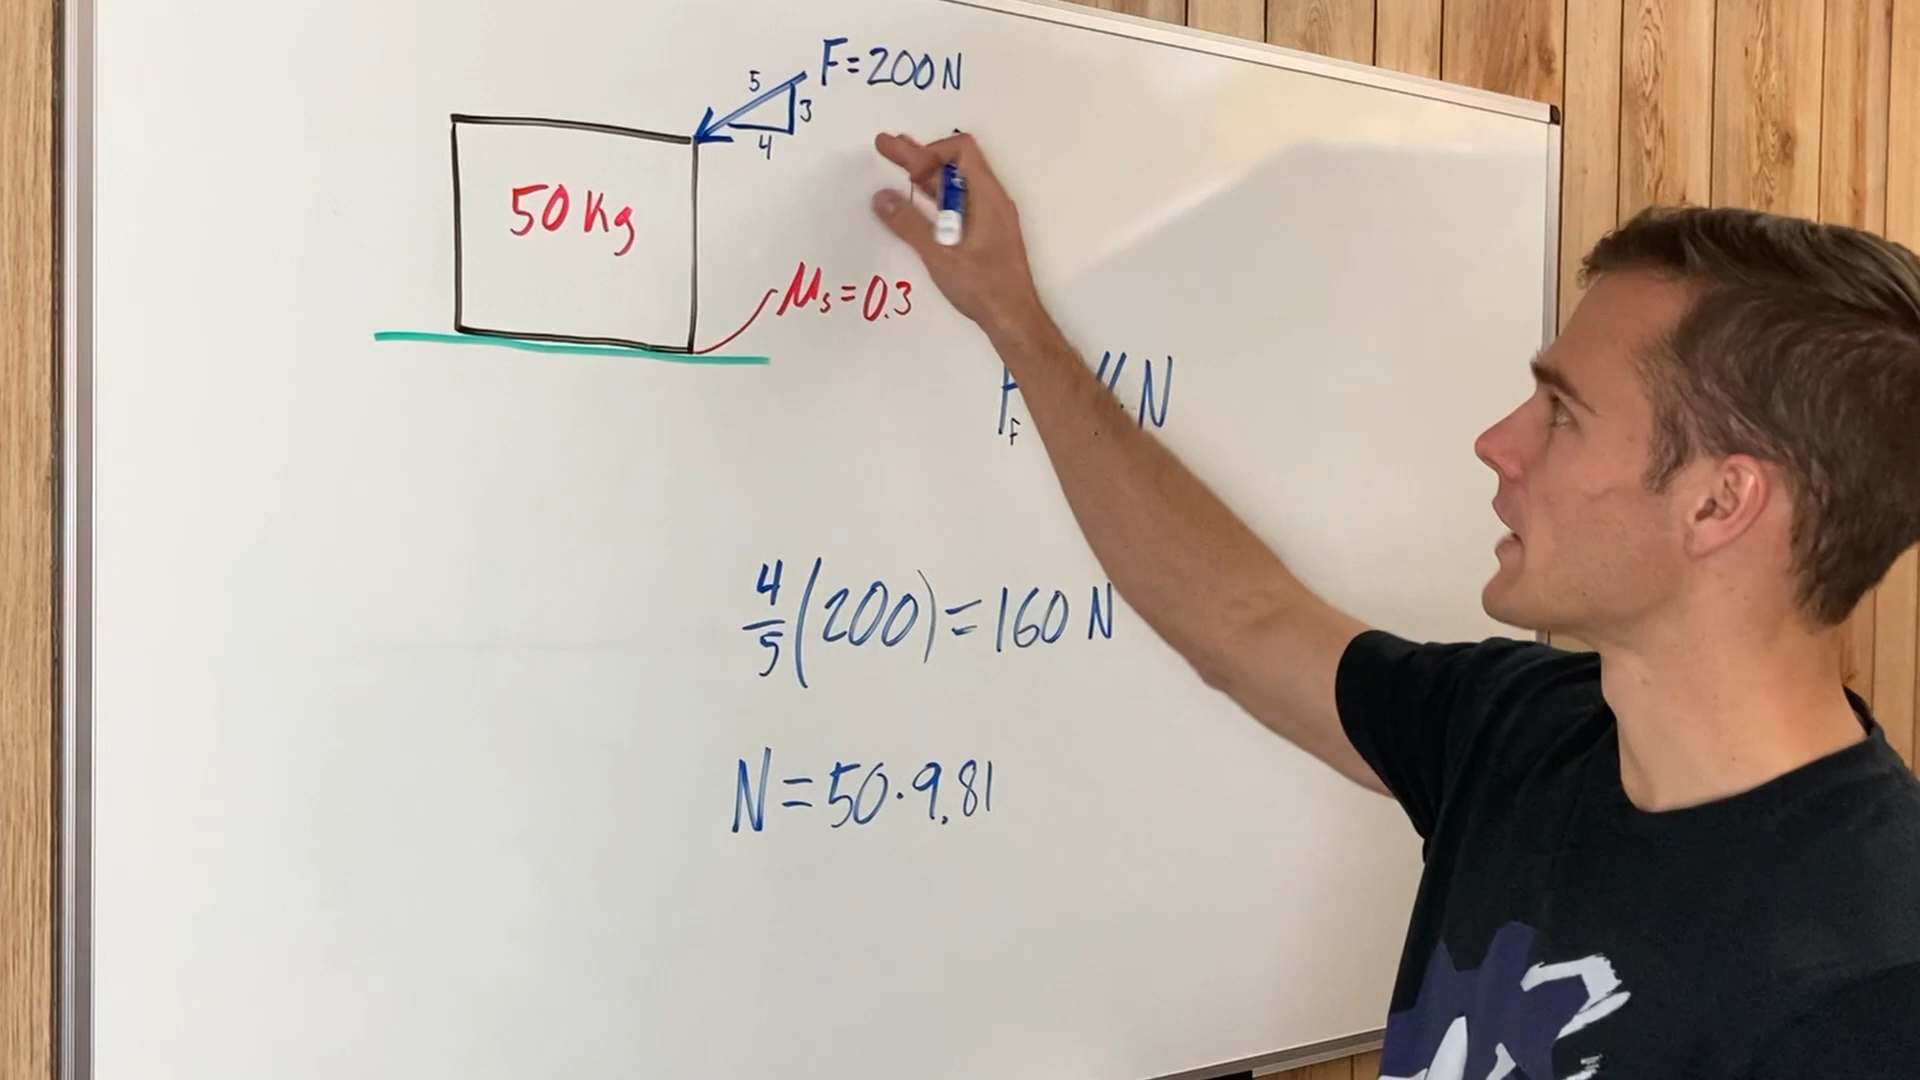 5 F=200N
3
4
50 Kg
μs=0.3
N
F
4/5(200)=160 N
N=50·9.81